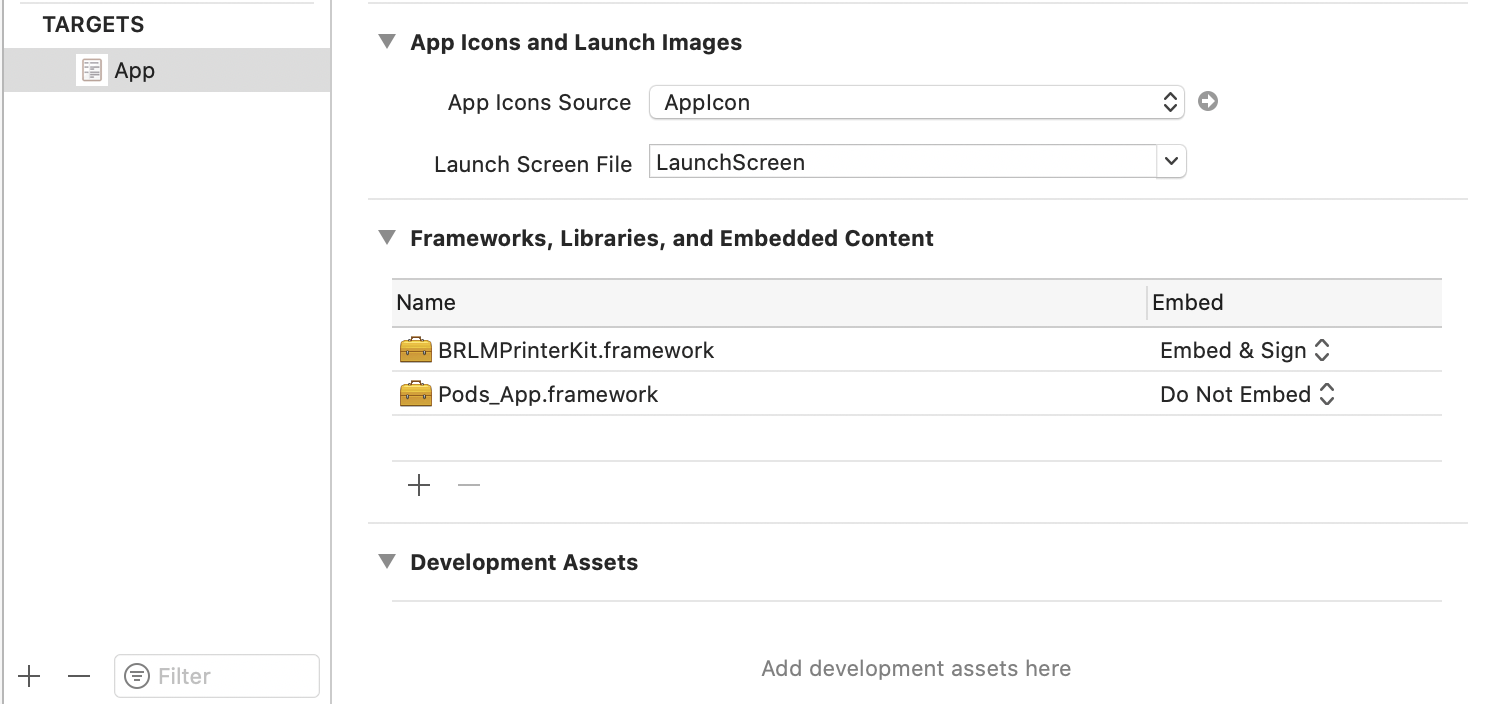 TARGETS
App
App Icons and Launch Images
App Icons Source AppIcon
Launch Screen File LaunchScreen
Frameworks, Libraries, and Embedded Content
Name Embed
BRLMPrinterKit.framework Embed & Sign
Pods_App.framework Do Not Embed
Development Assets
Add development assets here
Filter